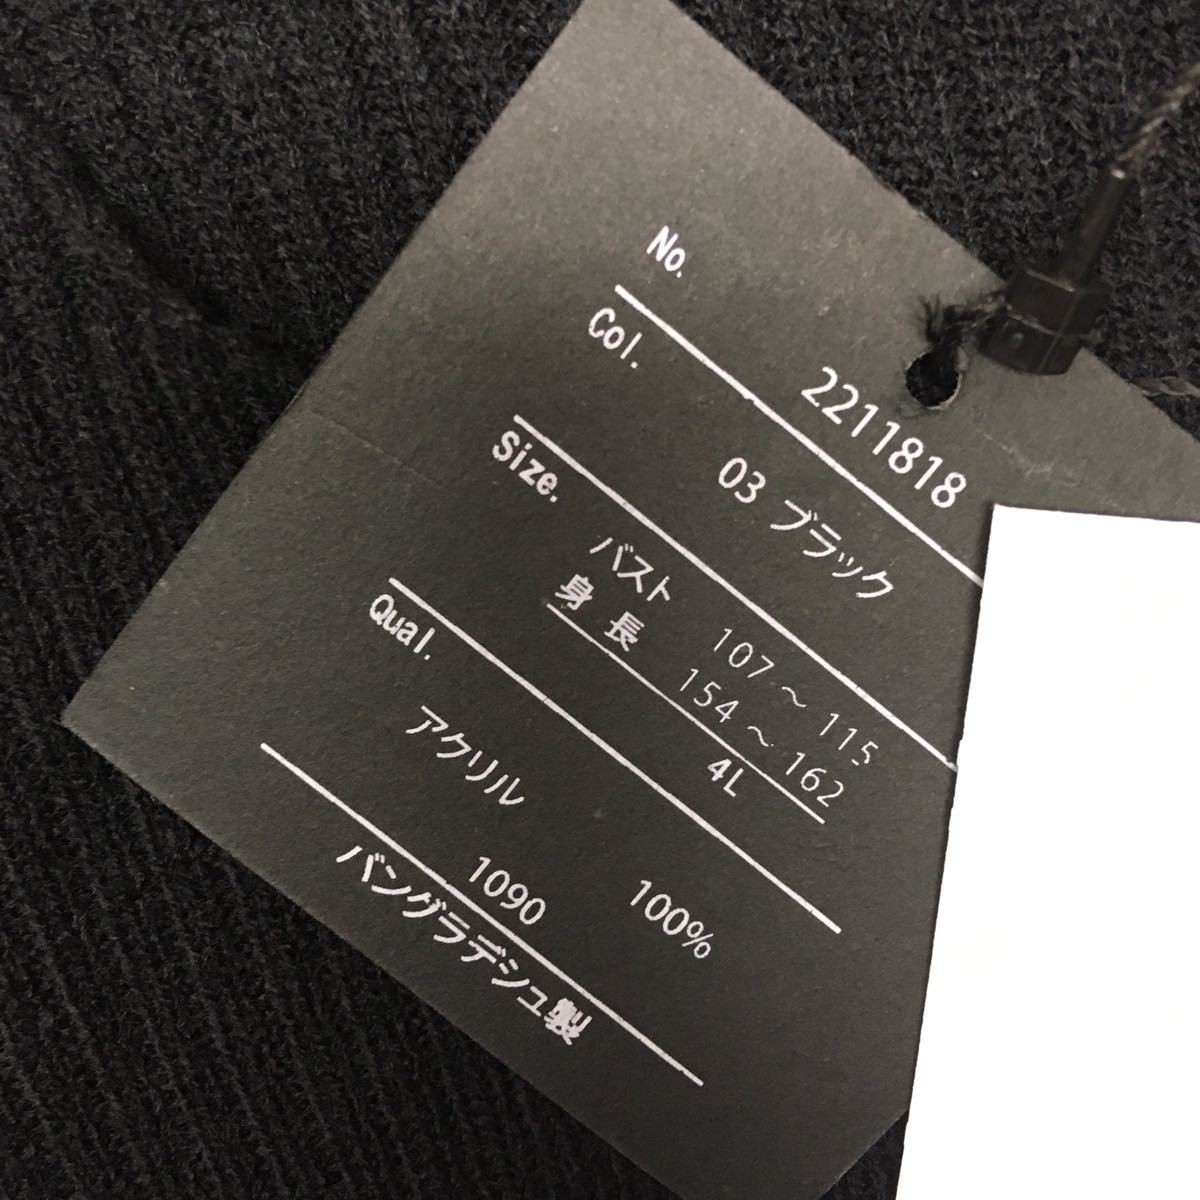 No. 2211818
Col. 03 ブラック
Size. バスト 107〜115
身長 154〜162
4L
Qual.
アクリル 100%
1090
バングラデシュ製